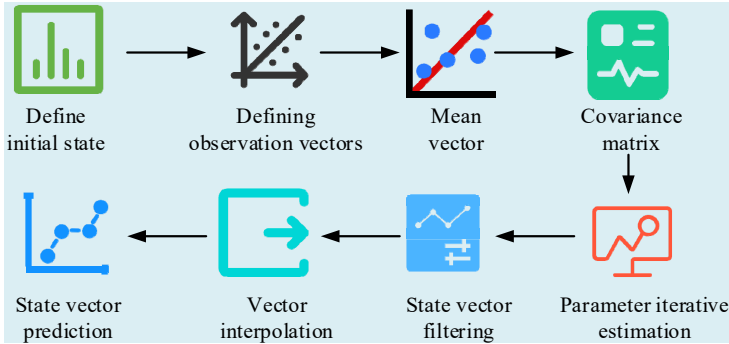 Define
initial state
Defining
observation vectors
Mean
vector
Covariance
matrix
State vector
prediction
Vector
interpolation
State vector
filtering
Parameter iterative
estimation